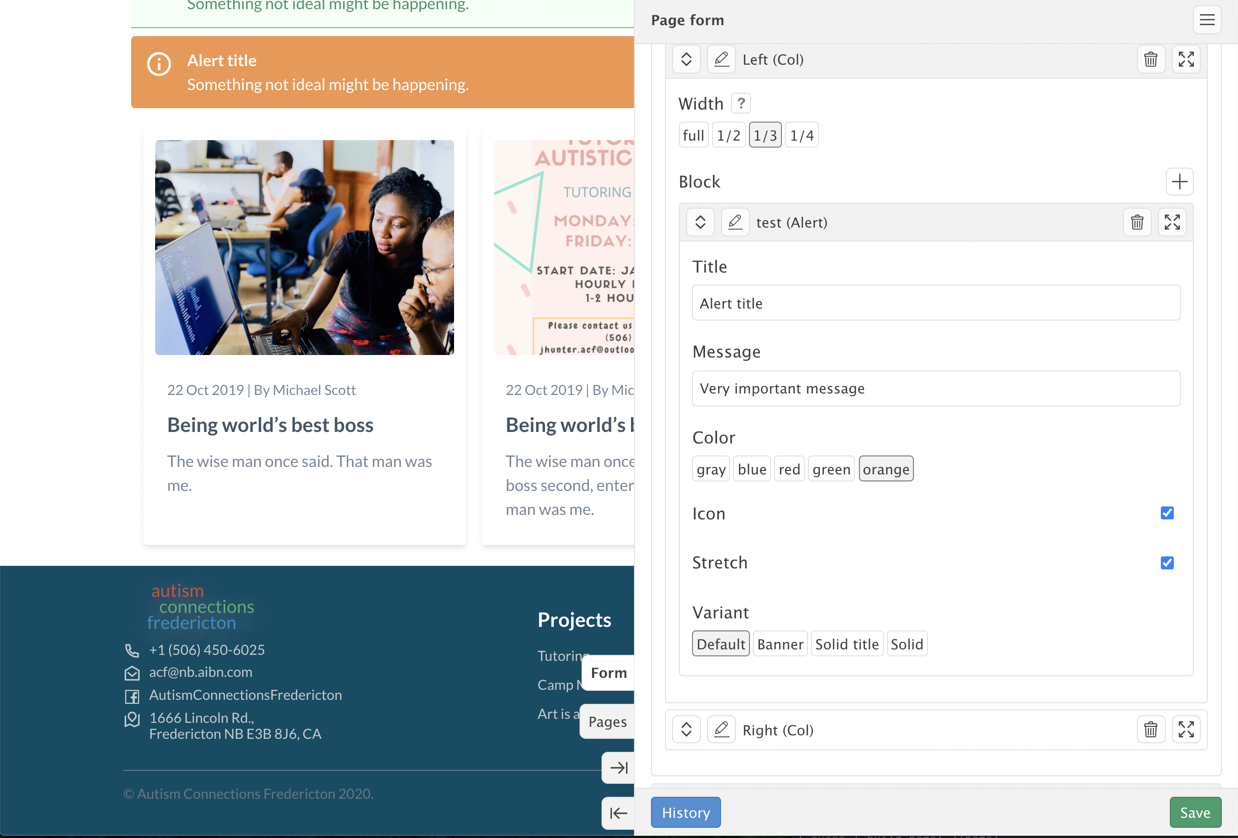 Something not ideal might be happening.
Alert title
Something not ideal might be happening.
TUTOR
AUTISTIC
TUTORING
MONDAY:
FRIDAY:
START DATE: JA
HOURLY
1-2 HOU
Please contact us
(506)
jhunter.acf@outloo
22 Oct 2019 | By Michael Scott
Being world's best boss
The wise man once said. That man was
me.
22 Oct 2019 | By Mic
Being world's b
The wise man once
boss second, enter
man was me.
autism
connections
fredericton
+1 (506) 450-6025
acf@nb.aibn.com
AutismConnectionsFredericton
1666 Lincoln Rd.,
Fredericton NB E3B 8J6, CA
Projects
Tutoring
Camp
Art is a
© Autism Connections Fredericton 2020.
Form
Pages
Page form
Left (Col)
Width ?
full 1/2 1/3 1/4
Block
test (Alert)
Title
Alert title
Message
Very important message
Color
gray blue red green orange
Icon
Stretch
Variant
Default Banner Solid title Solid
Right (Col)
History
Save